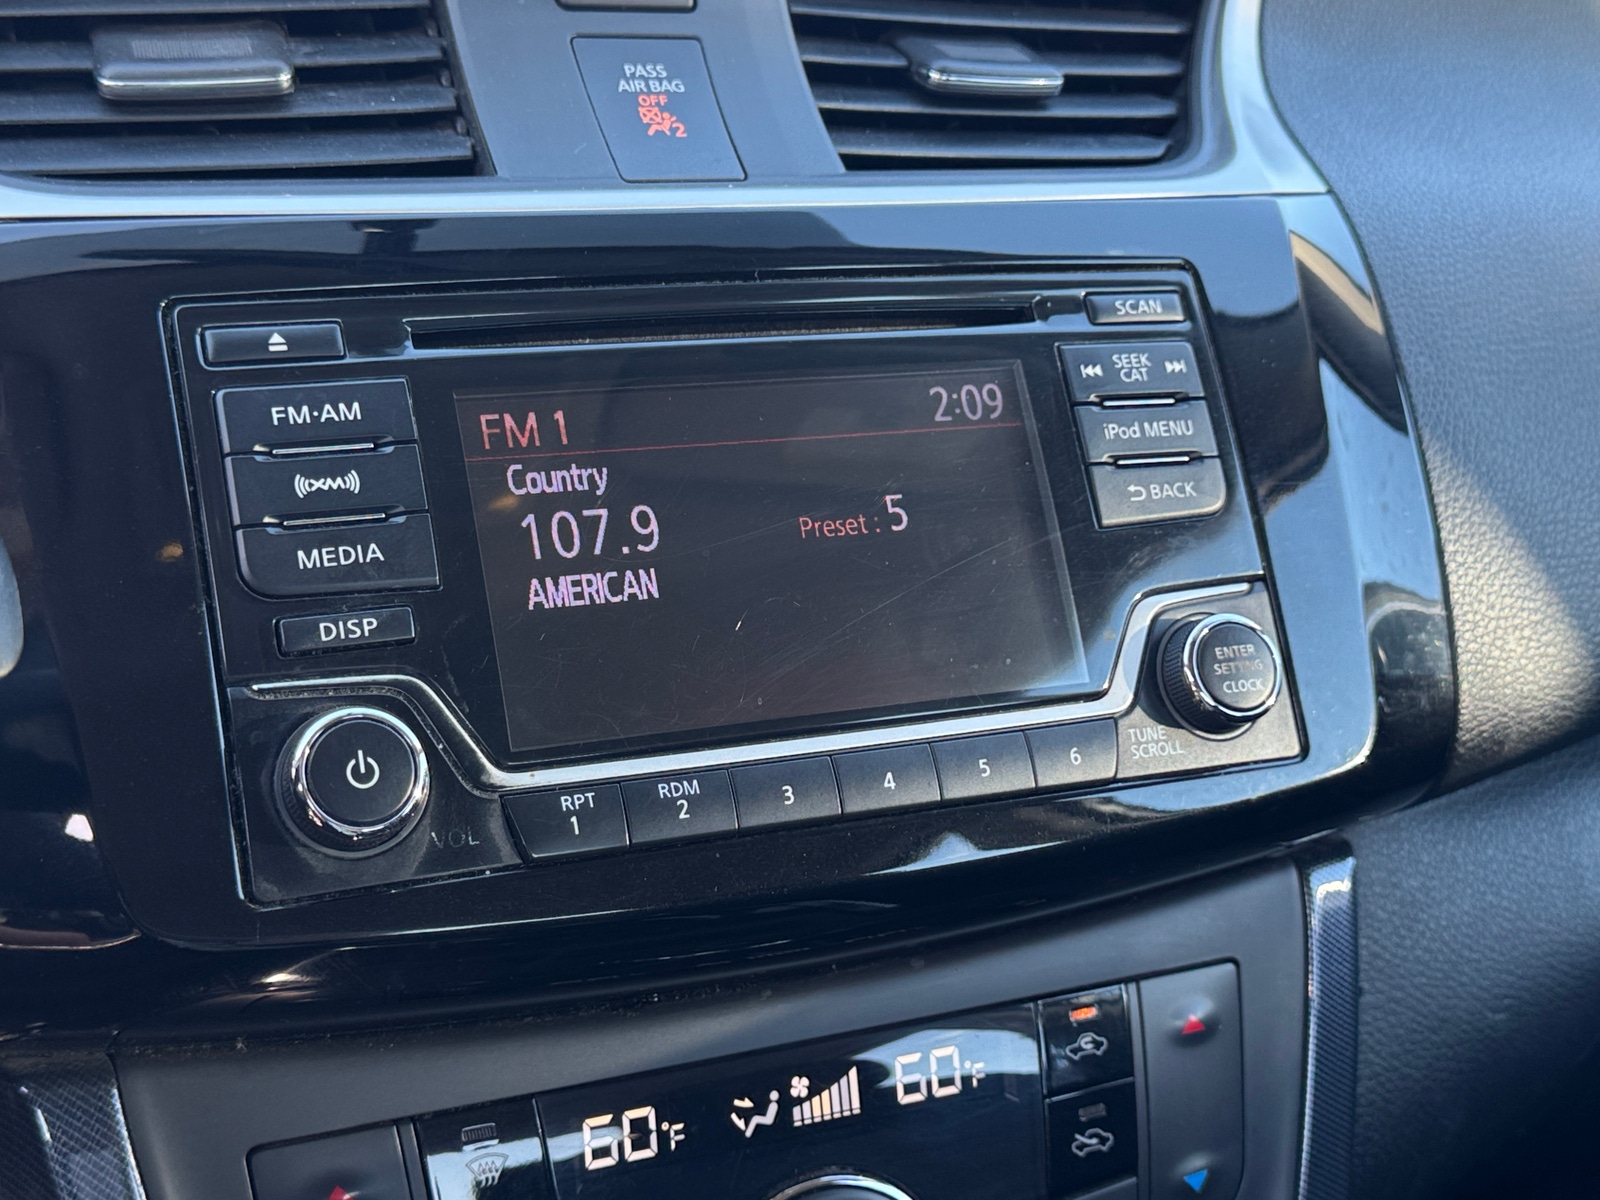 PASS
AIR BAG
OFF
2
SCAN
FM·AM
SEEK
CAT
FM 1
2:09
iPod MENU
Country
((XM))
107.9
Preset : 5
BACK
MEDIA
AMERICAN
DISP
ENTER
SETTING
CLOCK
TUNE
SCROLL
VOL
RPT
1
RDM
2
3
4
5
6
60°F
60°F